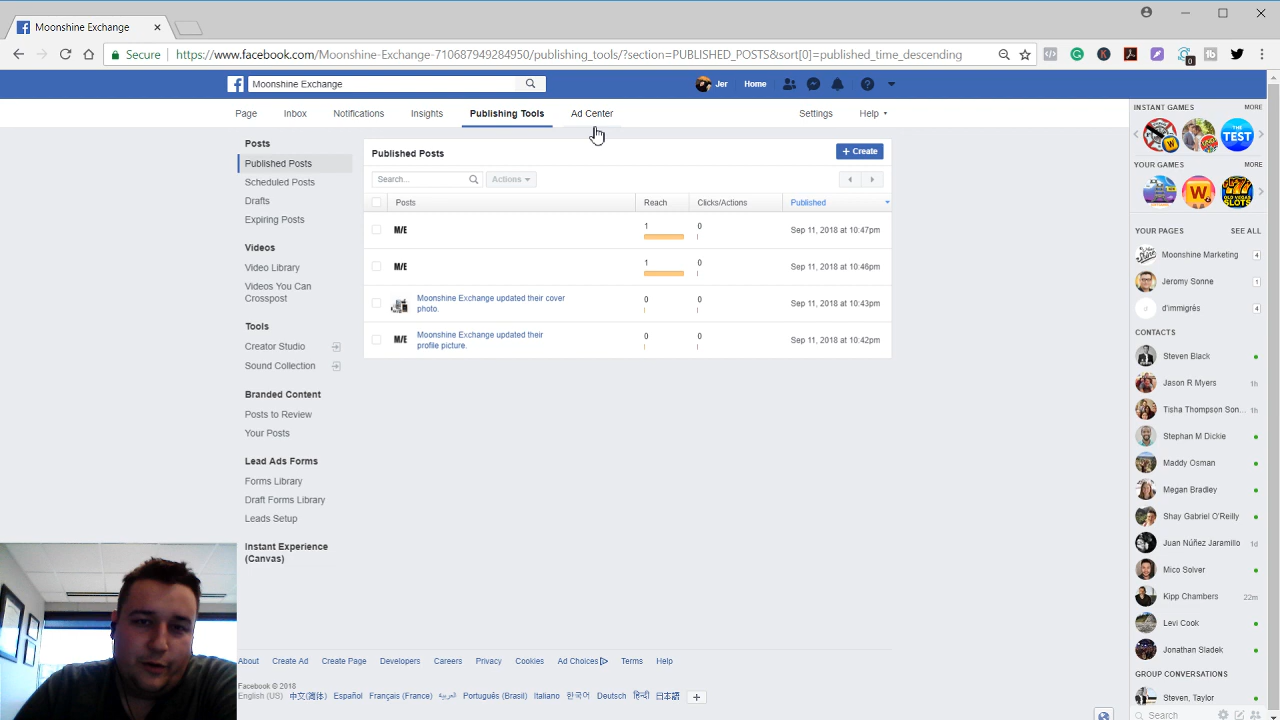 Moonshine Exchange
Secure
https://www.facebook.com/Moonshine-Exchange-710687949284950/publishing_tools/?section=PUBLISHED_POSTS&sort[0]=published_time_descending
0
Moonshine Exchange
Jer
Home
Page
Inbox
Notifications
Insights
Publishing Tools
Ad Center
Settings
Help
Posts
Published Posts
Scheduled Posts
Drafts
Expiring Posts
Videos
Video Library
Videos You Can
Crosspost
Tools
Creator Studio
Sound Collection
Branded Content
Posts to Review
Your Posts
Lead Ads Forms
Forms Library
Draft Forms Library
Leads Setup
Instant Experience
(Canvas)
Published Posts
+ Create
Search...
Actions
Posts
Reach
Clicks/Actions
Published
M/E
1
0
Sep 11, 2018 at 10:47pm
M/E
1
0
Sep 11, 2018 at 10:46pm
Moonshine Exchange updated their cover
photo.
0
0
Sep 11, 2018 at 10:43pm
M/E
Moonshine Exchange updated their
profile picture.
0
0
Sep 11, 2018 at 10:42pm
INSTANT GAMES
MORE
THE
TEST
YOUR GAMES
MORE
W
OLD VEGAS
SLOTS
YOUR PAGES
SEE ALL
Moonshine Marketing
4
Jeromy Sonne
1
d'immigrès
4
CONTACTS
Steven Black
Jason R Myers
1h
Tisha Thompson Son...
1h
Stephan M Dickie
Maddy Osman
Megan Bradley
Shay Gabriel O'Reilly
Juan Núñez Jaramillo
1d
Mico Solver
Kipp Chambers
22m
Levi Cook
Jonathan Sladek
GROUP CONVERSATIONS
Steven, Taylor
Search
About
Create Ad
Create Page
Developers
Careers
Privacy
Cookies
Ad Choices
Terms
Help
Facebook © 2018
English (US)
中文(简体)
Español
Français (France)
العربية
Português (Brasil)
Italiano
한국어
Deutsch
हिन्दी
日本語
+